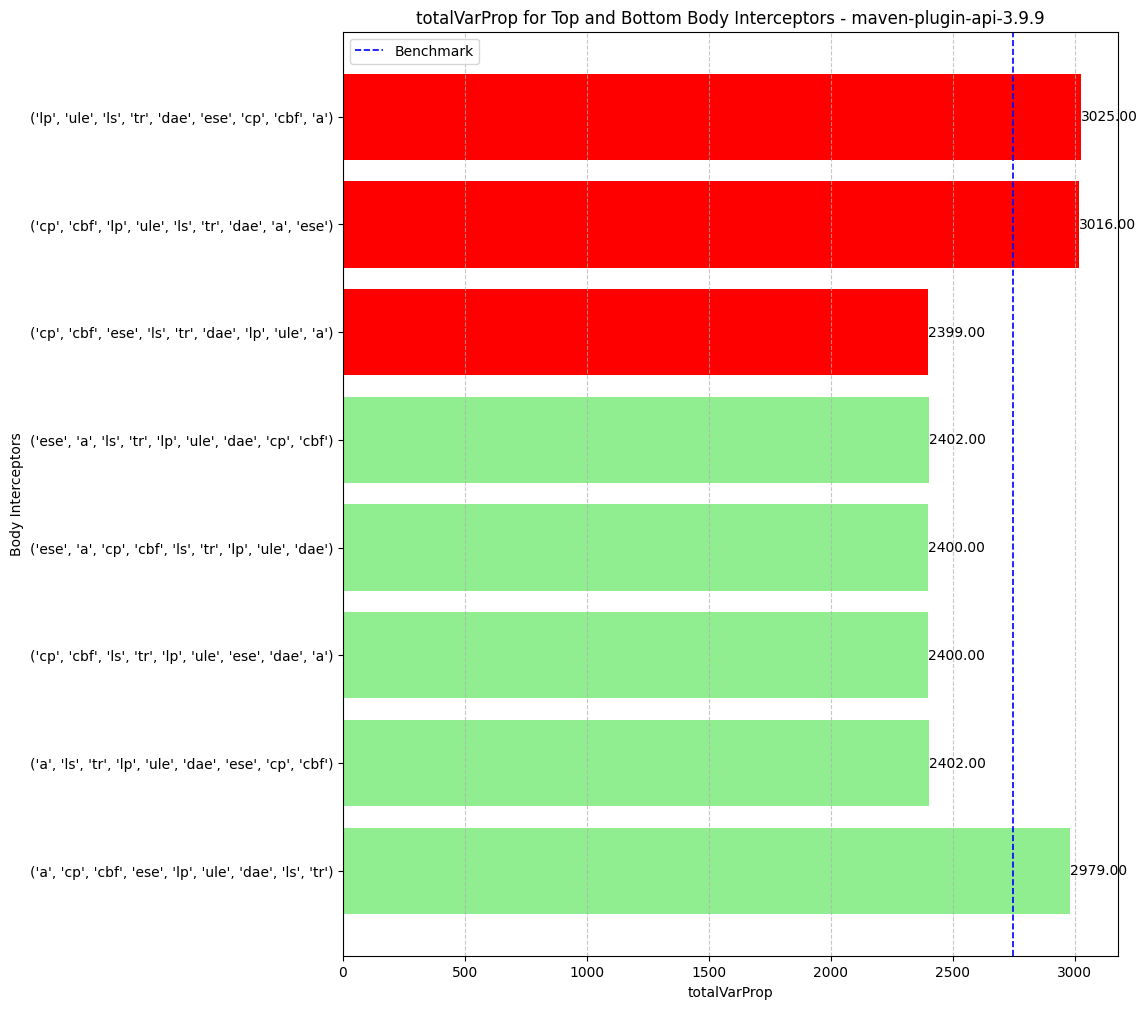 totalVarProp for Top and Bottom Body Interceptors - maven-plugin-api-3.9.9
Benchmark
('lp', 'ule', 'ls', 'tr', 'dae', 'ese', 'cp', 'cbf', 'a')
3025.00
('cp', 'cbf', 'lp', 'ule', 'ls', 'tr', 'dae', 'a', 'ese')
3016.00
('cp', 'cbf', 'ese', 'ls', 'tr', 'dae', 'lp', 'ule', 'a')
2399.00
('ese', 'a', 'ls', 'tr', 'lp', 'ule', 'dae', 'cp', 'cbf')
2402.00
('ese', 'a', 'cp', 'cbf', 'ls', 'tr', 'lp', 'ule', 'dae')
2400.00
('cp', 'cbf', 'ls', 'tr', 'lp', 'ule', 'ese', 'dae', 'a')
2400.00
('a', 'ls', 'tr', 'lp', 'ule', 'dae', 'ese', 'cp', 'cbf')
2402.00
('a', 'cp', 'cbf', 'ese', 'lp', 'ule', 'dae', 'ls', 'tr')
2979.00
Body Interceptors
0 500 1000 1500 2000 2500 3000
totalVarProp